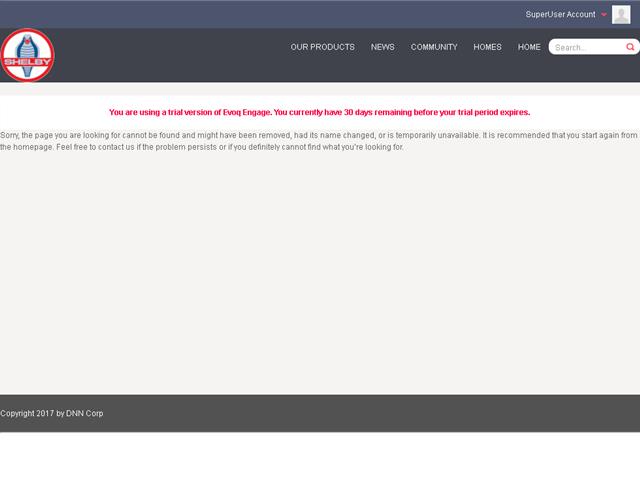 SuperUser Account
SHELBY
OUR PRODUCTS NEWS COMMUNITY HOMES HOME Search...
You are using a trial version of Evoq Engage. You currently have 30 days remaining before your trial period expires.
Sorry, the page you are looking for cannot be found and might have been removed, had its name changed, or is temporarily unavailable. It is recommended that you start again from
the homepage. Feel free to contact us if the problem persists or if you definitely cannot find what you're looking for.
Copyright 2017 by DNN Corp